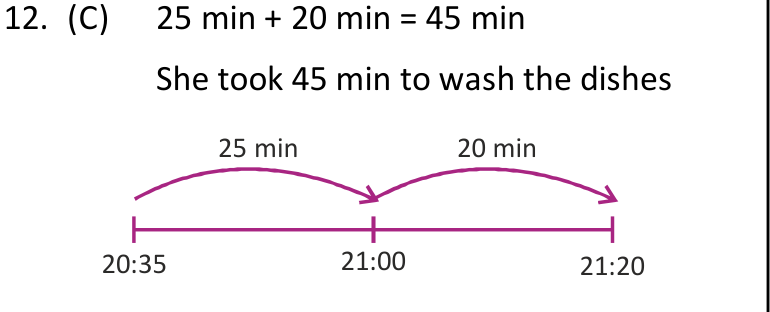 12. (C) 25 min + 20 min = 45 min
She took 45 min to wash the dishes
25 min 20 min
20:35 21:00 21:20